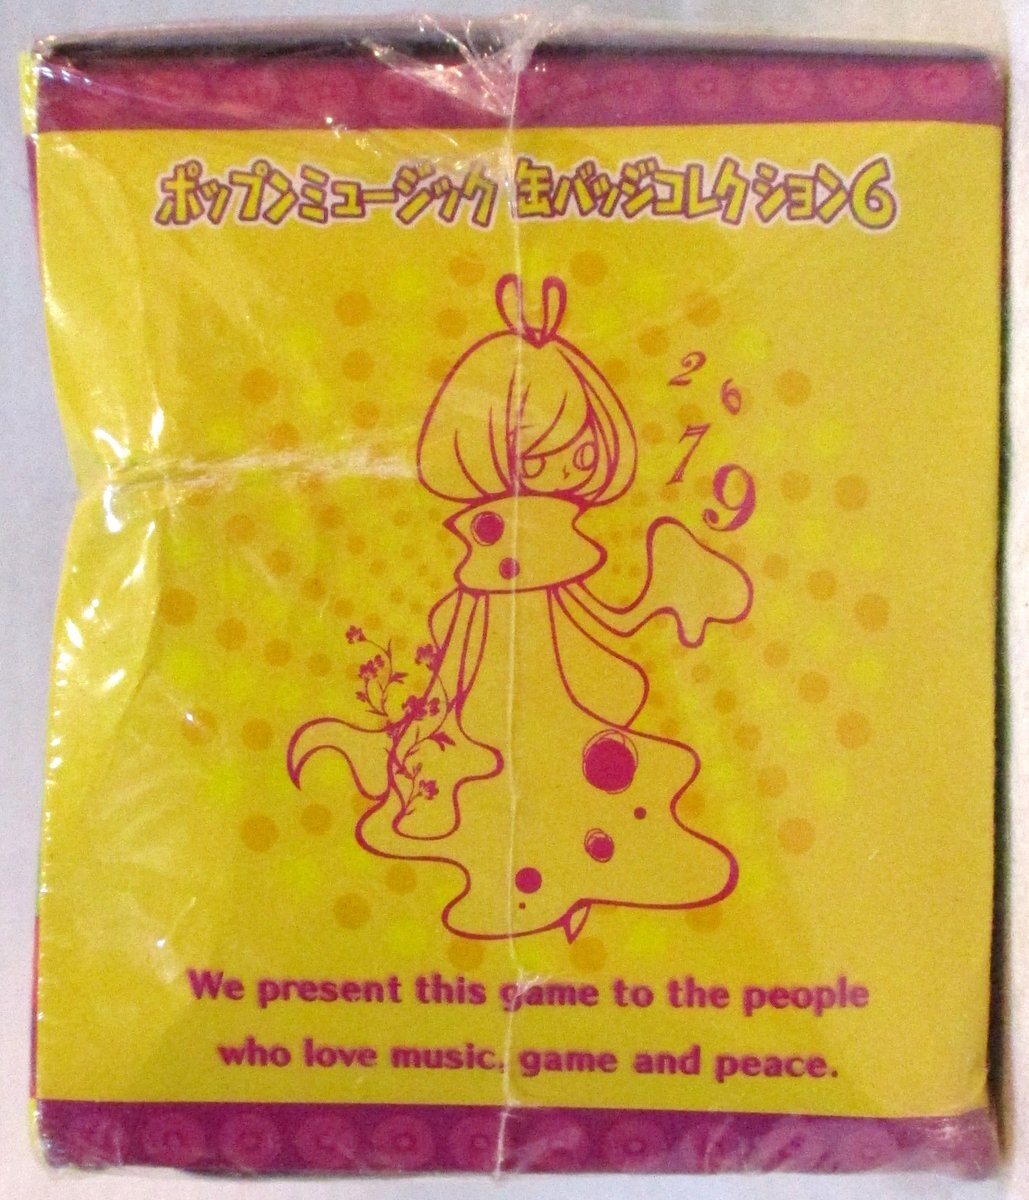 ポップンミュージック 缶バッジコレクション6
2 6
7
9
We present this game to the people
who love music, game and peace.